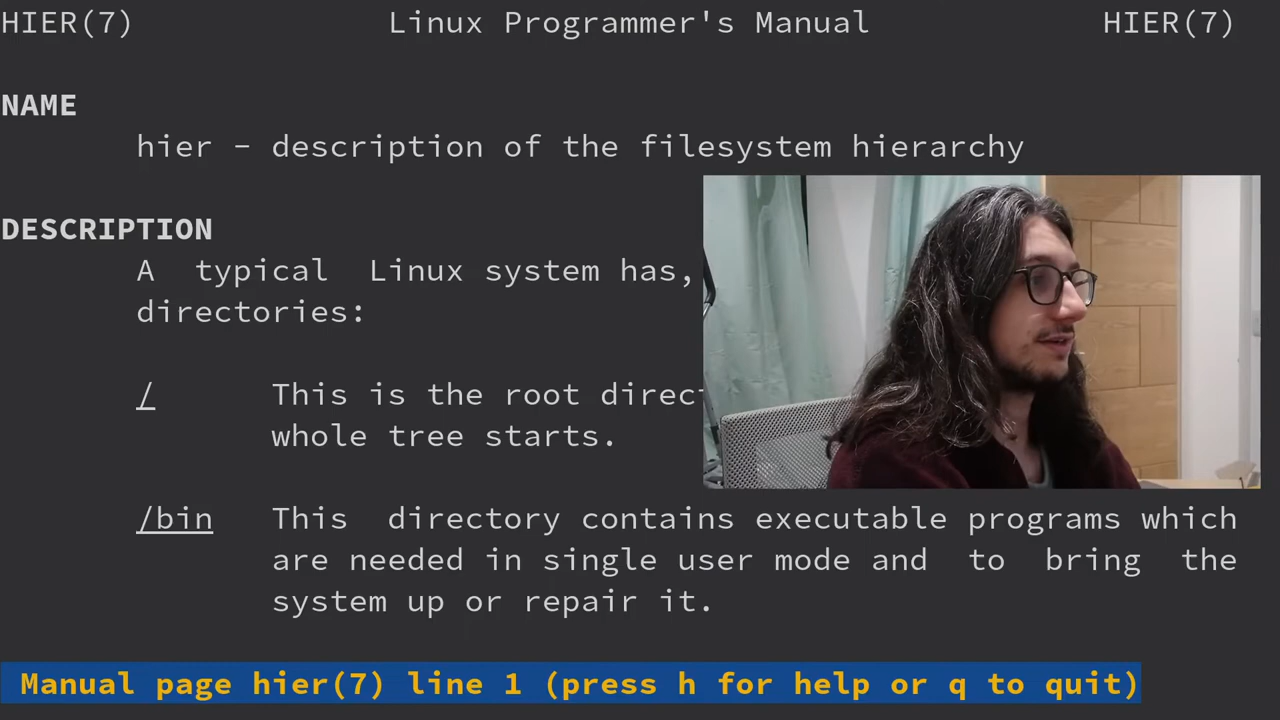 HIER(7) Linux Programmer's Manual HIER(7)
NAME
hier - description of the filesystem hierarchy
DESCRIPTION
A typical Linux system has,
directories:
/ This is the root
whole tree starts.
/bin This directory contains executable programs which
are needed in single user mode and to bring the
system up or repair it.
Manual page hier(7) line 1 (press h for help or q to quit)